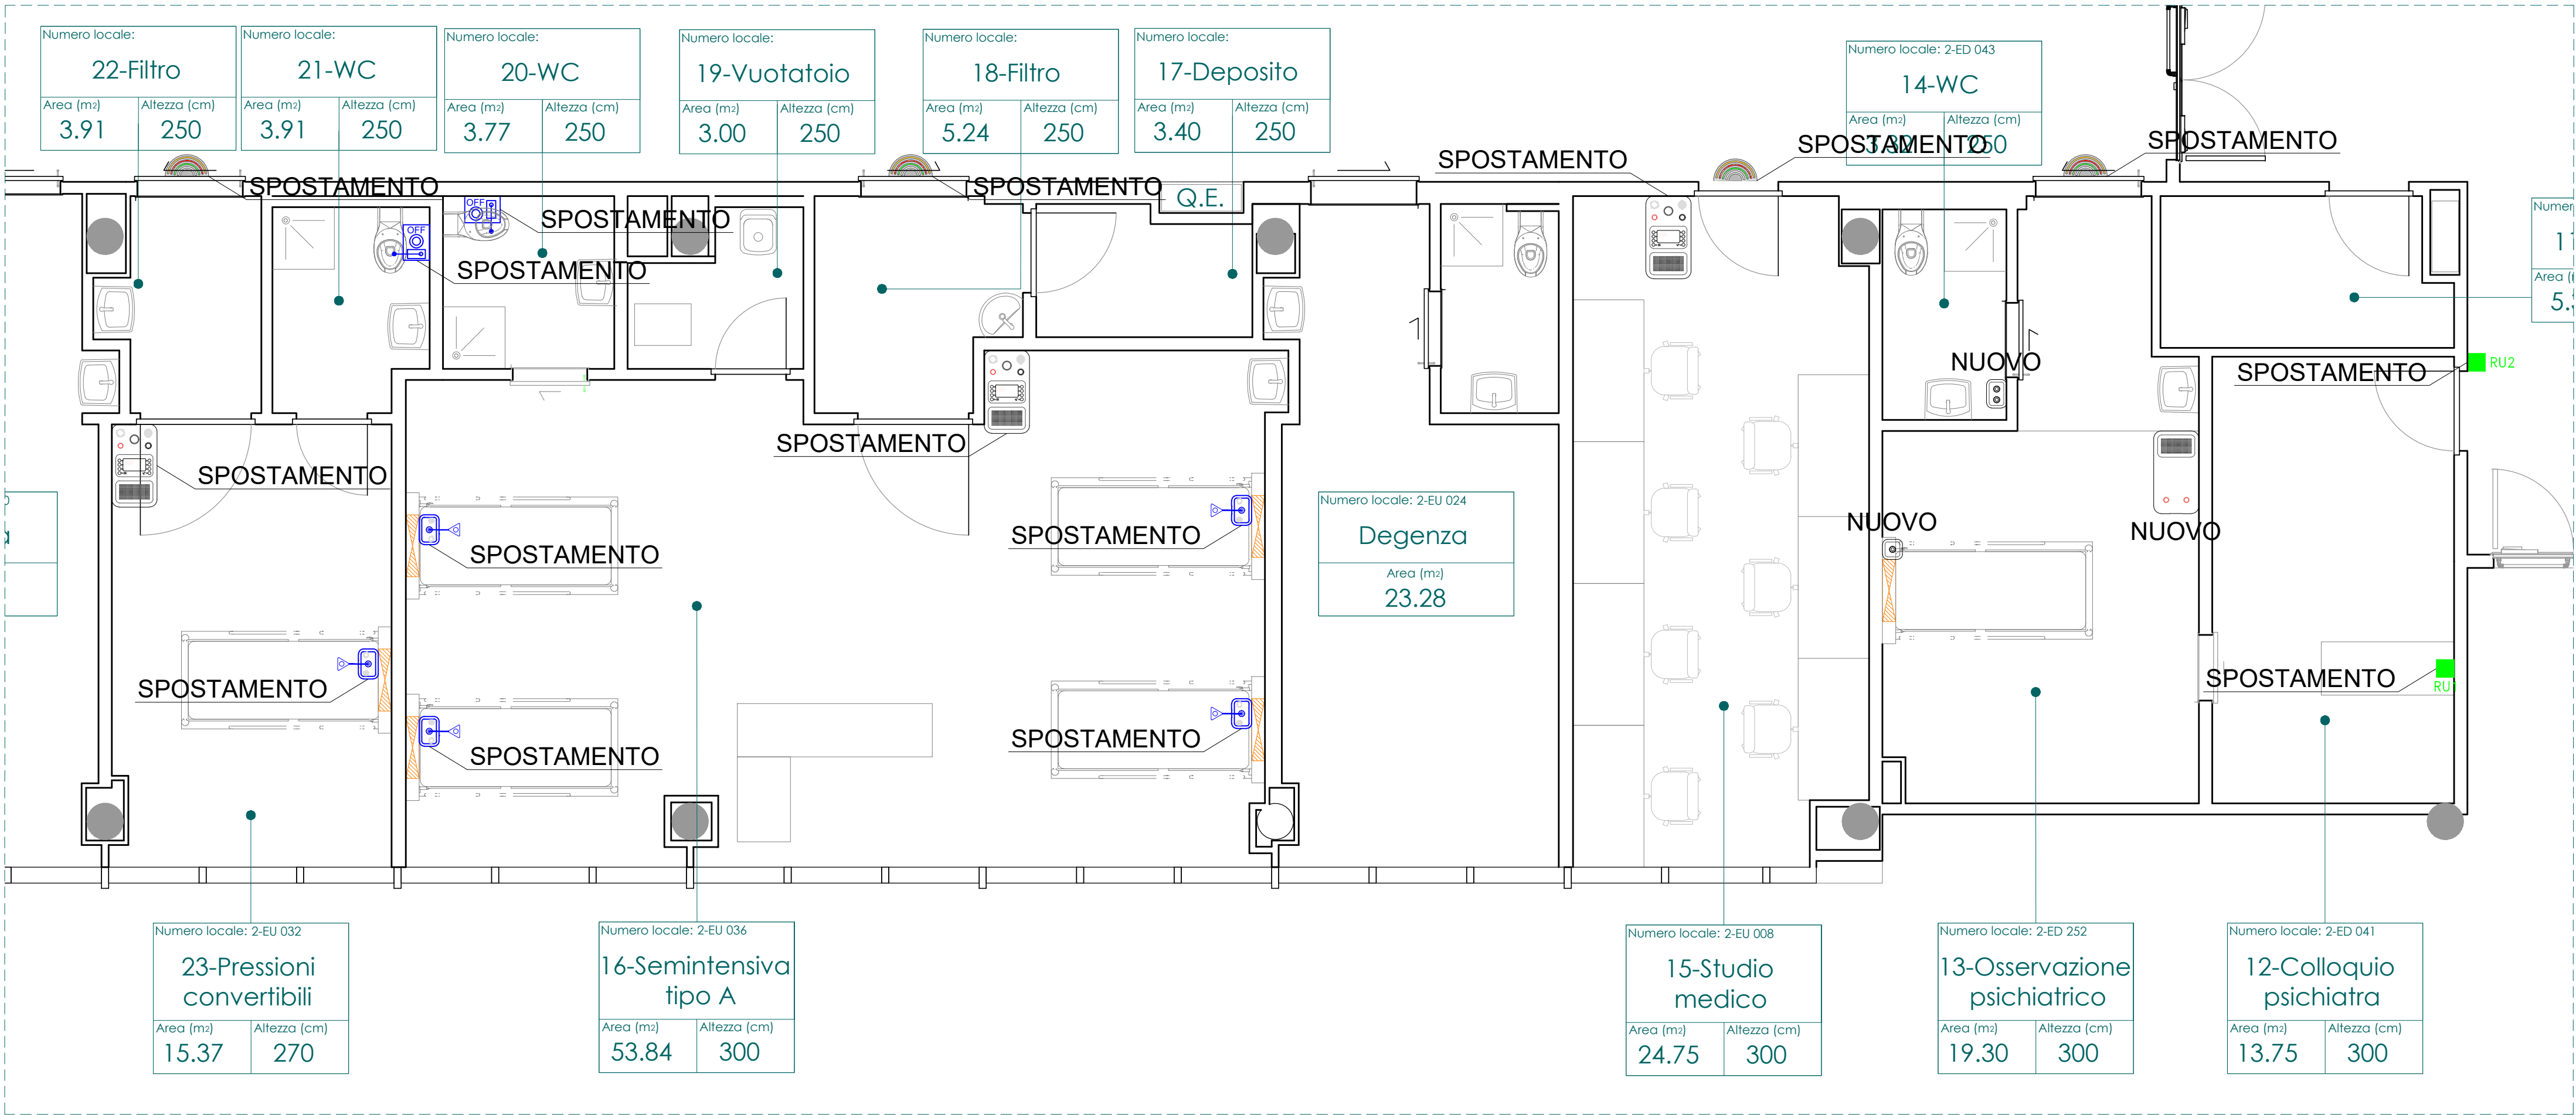 Numero locale:
22-Filtro
Area (m2) Altezza (cm)
3.91 250
Numero locale:
21-WC
Area (m2) Altezza (cm)
3.91 250
Numero locale:
20-WC
Area (m2) Altezza (cm)
3.77 250
Numero locale:
19-Vuotatoio
Area (m2) Altezza (cm)
3.00 250
Numero locale:
18-Filtro
Area (m2) Altezza (cm)
5.24 250
Numero locale:
17-Deposito
Area (m2) Altezza (cm)
3.40 250
Numero locale: 2-ED 043
14-WC
Area (m2) Altezza (cm)
250
SPOSTAMENTO
SPOSTAMENTO
SPOSTAMENTO
SPOSTAMENTO
SPOSTAMENTO
Q.E.
OFF
SPOSTAMENTO
OFF
SPOSTAMENTO
Area
NUOVO
SPOSTAMENTO
RU2
SPOSTAMENTO
SPOSTAMENTO
Numero locale: 2-EU 024
Degenza
Area (m2)
23.28
NUOVO
NUOVO
SPOSTAMENTO
SPOSTAMENTO
SPOSTAMENTO
SPOSTAMENTO
RU1
SPOSTAMENTO
SPOSTAMENTO
SPOSTAMENTO
Numero locale: 2-EU 032
23-Pressioni
convertibili
Area (m2) Altezza (cm)
15.37 270
Numero locale: 2-EU 036
16-Semintensiva
tipo A
Area (m2) Altezza (cm)
53.84 300
Numero locale: 2-EU 008
15-Studio
medico
Area (m2) Altezza (cm)
24.75 300
Numero locale: 2-ED 252
13-Osservazione
psichiatrico
Area (m2) Altezza (cm)
19.30 300
Numero locale: 2-ED 041
12-Colloquio
psichiatra
Area (m2) Altezza (cm)
13.75 300